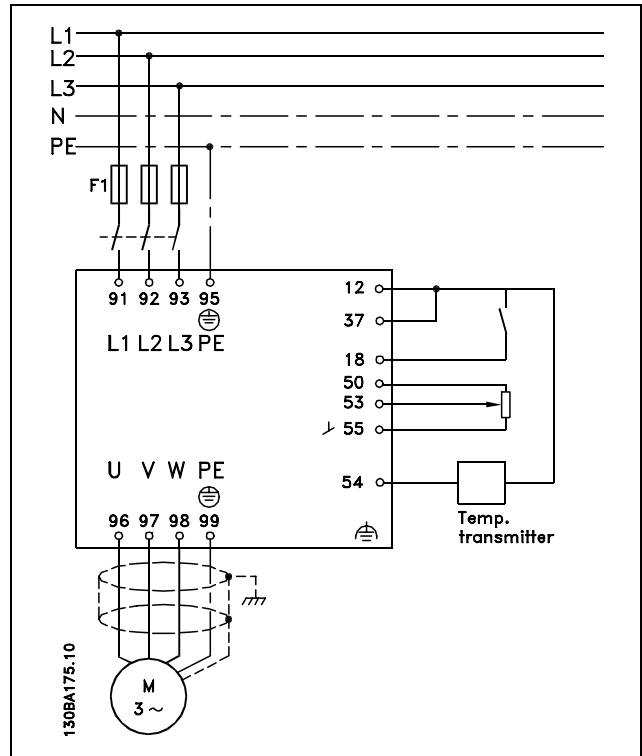 L1
L2
L3
N
PE
F1
91 92 93 95
L1 L2 L3 PE
12
37
18
50
53
55
54
Temp.
transmitter
U V W PE
96 97 98 99
M
3 ~
130BA175.10